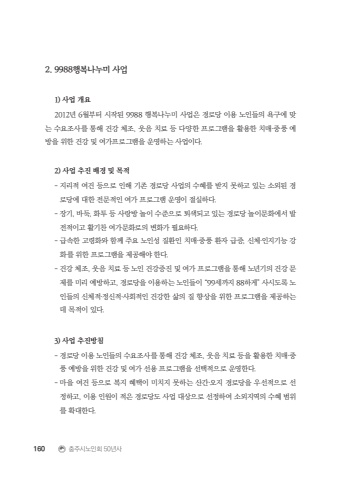 2. 9988행복나누미 사업
1) 사업 개요
2012년 6월부터 시작된 9988 행복나누미 사업은 경로당 이용 노인들의 욕구에 맞
는 수요조사를 통해 건강 체조, 웃음 치료 등 다양한 프로그램을 활용한 치매·중풍 예
방을 위한 건강 및 여가프로그램을 운영하는 사업이다.
2) 사업 추진 배경 및 목적
- 지리적 여건 등으로 인해 기존 경로당 사업의 수혜를 받지 못하고 있는 소외된 경
로당에 대한 전문적인 여가 프로그램 운영이 절실하다.
- 장기, 바둑, 화투 등 사랑방 놀이 수준으로 퇴색되고 있는 경로당 놀이문화에서 발
전적이고 활기찬 여가문화로의 변화가 필요하다.
- 급속한 고령화와 함께 주요 노인성 질환인 치매·중풍 환자 급증, 신체·인지기능 강
화를 위한 프로그램을 제공해야 한다.
- 건강 체조, 웃음 치료 등 노인 건강증진 및 여가 프로그램을 통해 노년기의 건강 문
제를 미리 예방하고, 경로당을 이용하는 노인들이 “99세까지 88하게” 사시도록 노
인들의 신체적·정신적·사회적인 건강한 삶의 질 향상을 위한 프로그램을 제공하는
데 목적이 있다.
3) 사업 추진방침
- 경로당 이용 노인들의 수요조사를 통해 건강 체조, 웃음 치료 등을 활용한 치매·중
풍 예방을 위한 건강 및 여가 선용 프로그램을 선택적으로 운영한다.
- 마을 여건 등으로 복지 혜택이 미치지 못하는 산간·오지 경로당을 우선적으로 선
정하고, 이용 인원이 적은 경로당도 사업 대상으로 선정하여 소외지역의 수혜 범위
를 확대한다.
160 충주시노인회 50년사